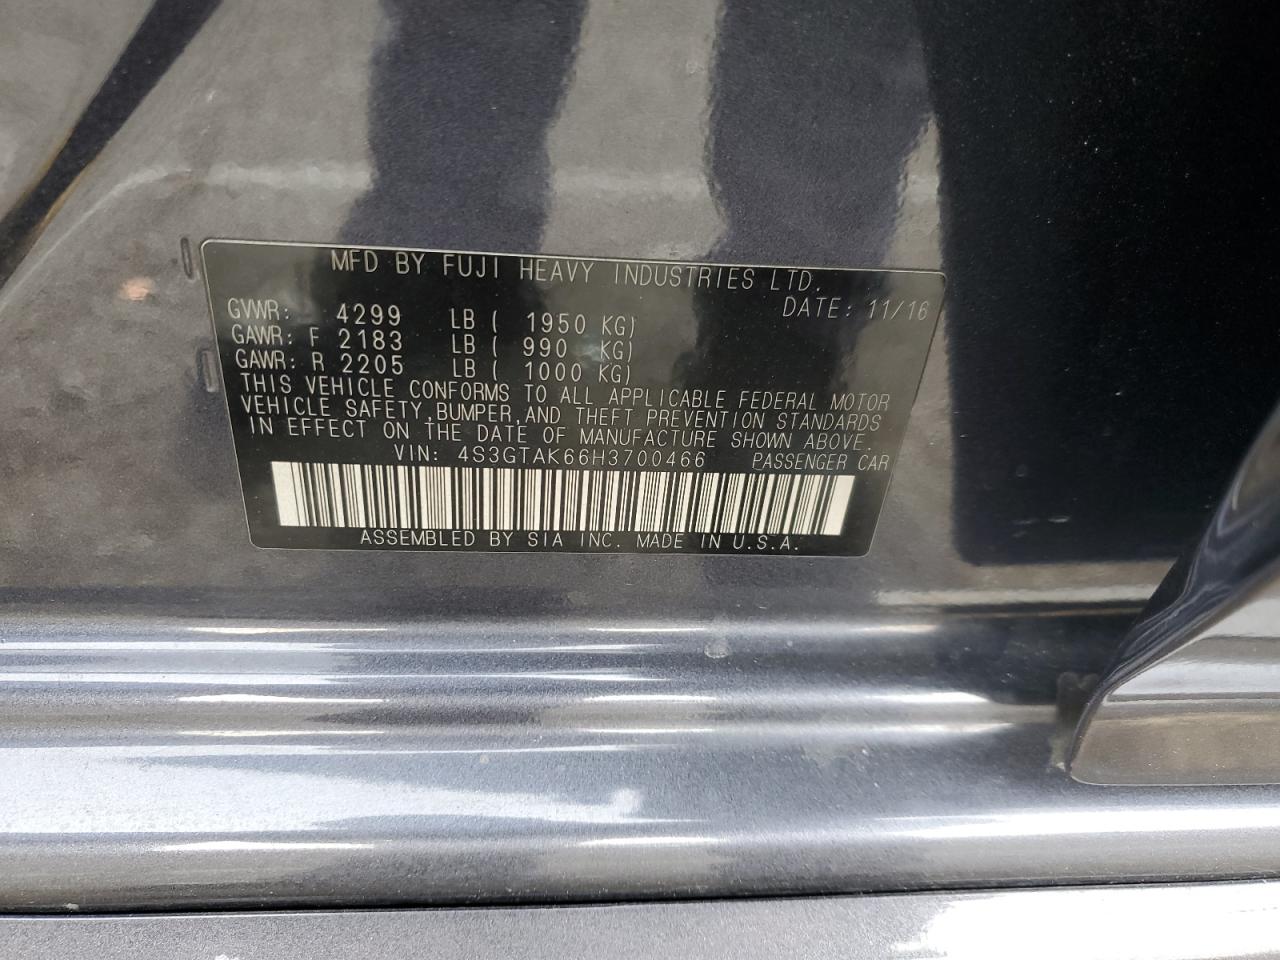 MFD BY FUJI HEAVY INDUSTRIES LTD.
DATE: 11/16
GVWR: 4299 LB ( 1950 KG)
GAWR: F 2183 LB ( 990 KG)
GAWR: R 2205 LB ( 1000 KG)
THIS VEHICLE CONFORMS TO ALL APPLICABLE FEDERAL MOTOR
VEHICLE SAFETY,BUMPER,AND THEFT PREVENTION STANDARDS
IN EFFECT ON THE DATE OF MANUFACTURE SHOWN ABOVE.
VIN: 4S3GTAK66H3700466 PASSENGER CAR
ASSEMBLED BY SIA INC. MADE IN U.S.A.